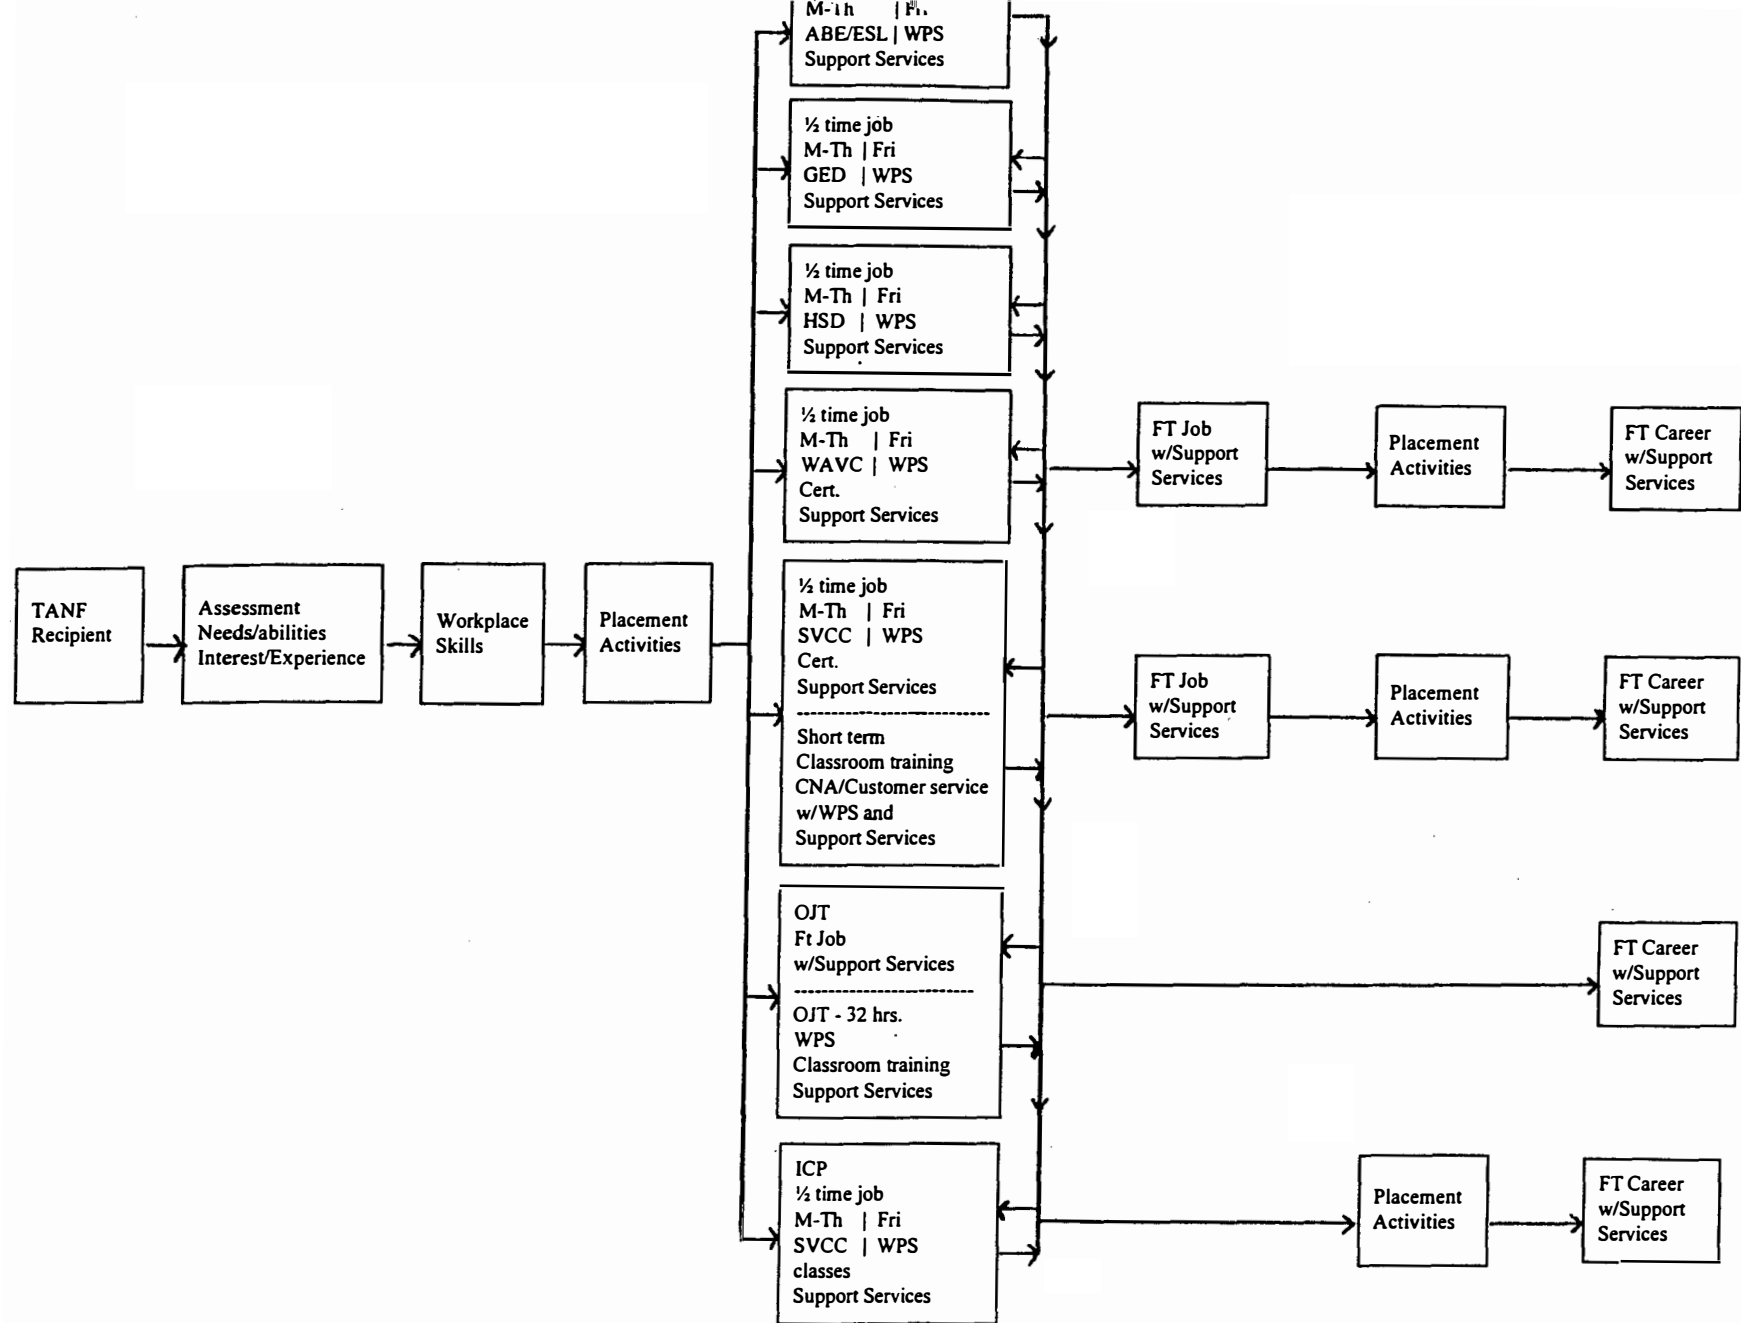 M-Th | Fri
ABE/ESL | WPS
Support Services
½ time job
M-Th | Fri
GED | WPS
Support Services
½ time job
M-Th | Fri
HSD | WPS
Support Services
½ time job
M-Th | Fri
WAVC | WPS
Cert.
Support Services
FT Job
w/Support
Services
Placement
Activities
FT Career
w/Support
Services
TANF
Recipient
Assessment
Needs/abilities
Interest/Experience
Workplace
Skills
Placement
Activities
½ time job
M-Th | Fri
SVCC | WPS
Cert.
Support Services
Short term
Classroom training
CNA/Customer service
w/WPS and
Support Services
FT Job
w/Support
Services
Placement
Activities
FT Career
w/Support
Services
OJT
Ft Job
w/Support Services
OJT - 32 hrs.
WPS
Classroom training
Support Services
FT Career
w/Support
Services
ICP
½ time job
M-Th | Fri
SVCC | WPS
classes
Support Services
Placement
Activities
FT Career
w/Support
Services